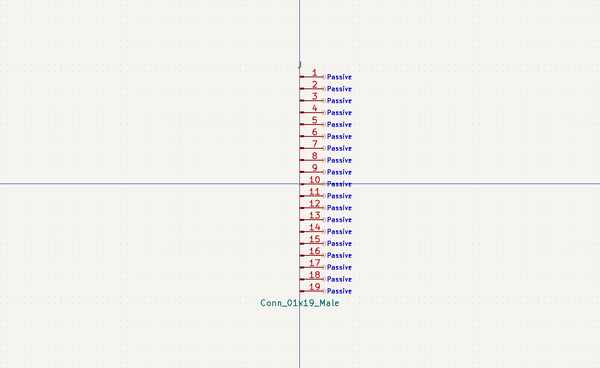 J
1 Passive
2 Passive
3 Passive
4 Passive
5 Passive
6 Passive
7 Passive
8 Passive
9 Passive
10 Passive
11 Passive
12 Passive
13 Passive
14 Passive
15 Passive
16 Passive
17 Passive
18 Passive
19 Passive
Conn_01x19_Male